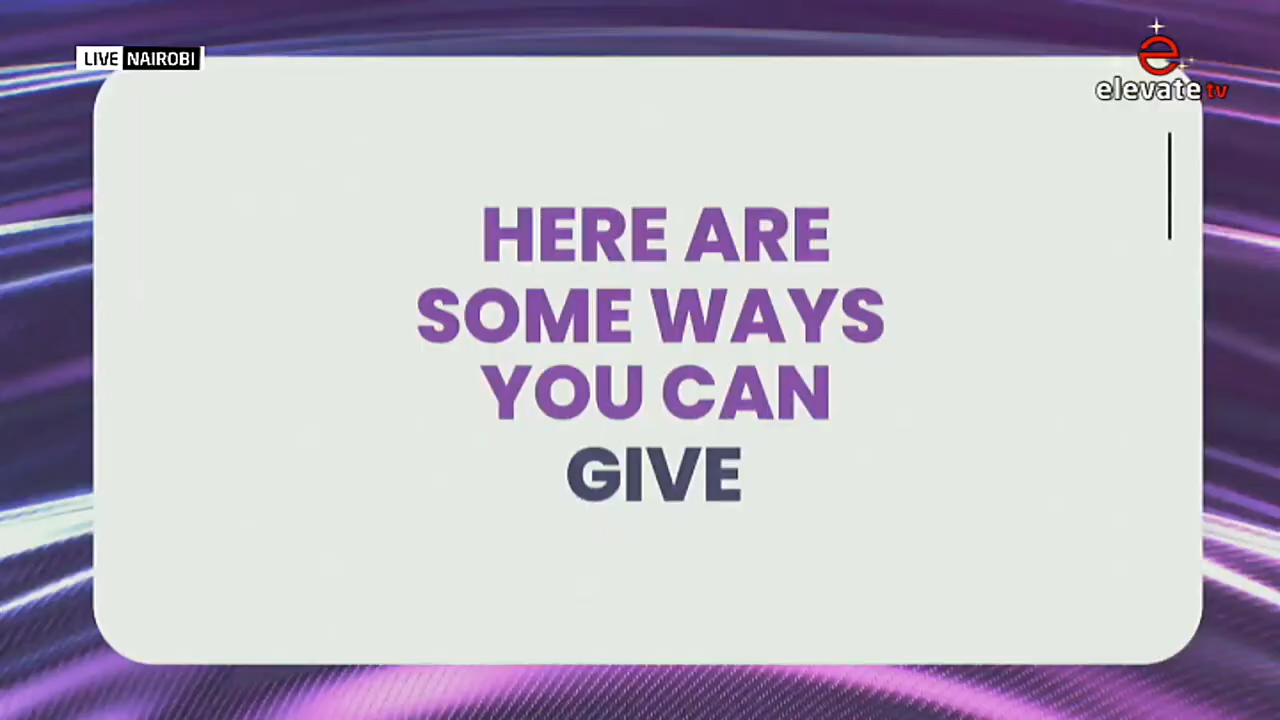 LIVE NAIROBI
e
elevate tv
HERE ARE
SOME WAYS
YOU CAN
GIVE